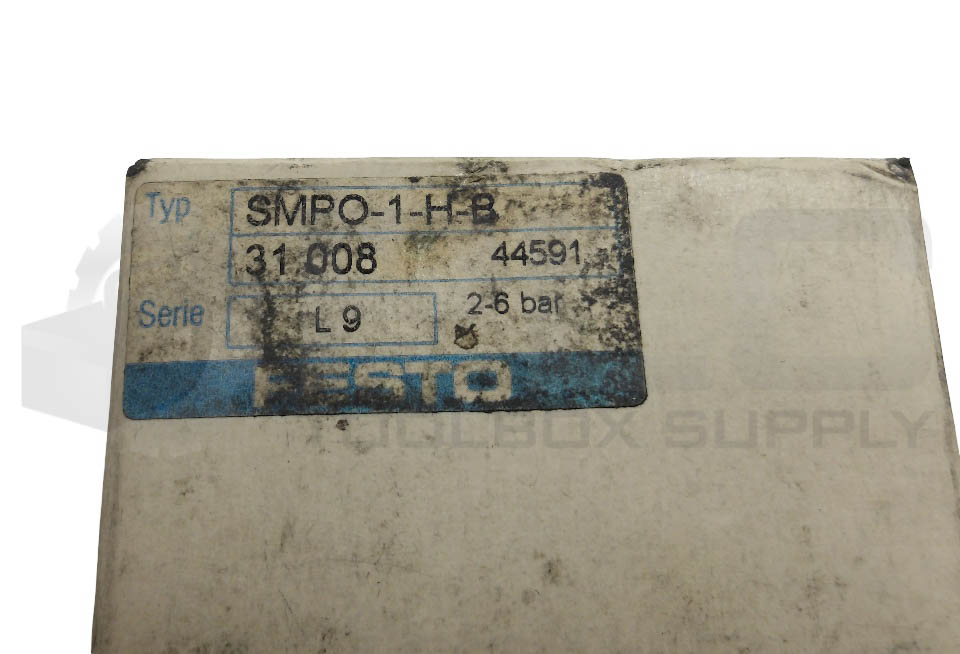 Typ SMPO-1-H-B
31 008 44591
Serie L 9 2-6 bar
FESTO
TOOLBOX SUPPLY